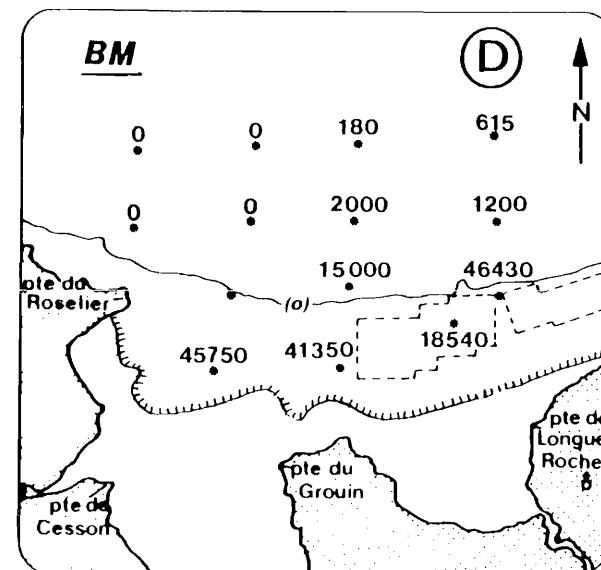 BM
D
N
0 0 180 615
0 0 2000 1200
15000 46430
(o)
18540
45750 41350
pte du
Roselier
pte de
Cesson
pte du
Grouin
pte de
Longue
Roche